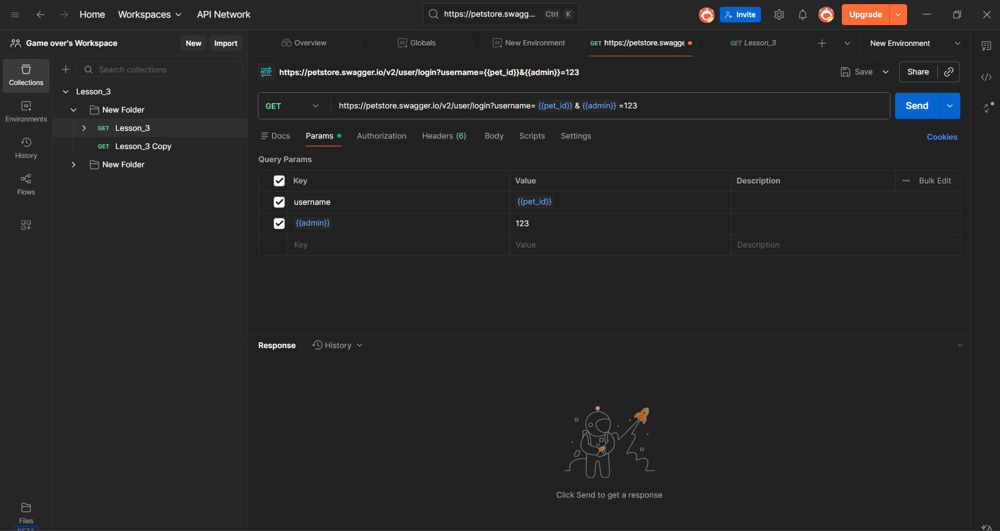 Home Workspaces API Network https://petstore.swagg... Ctrl K Invite Upgrade
Game over's Workspace New Import Overview Globals New Environment GET https://petstore.swagge GET Lesson_3 New Environment
Collections
Search collections
https://petstore.swagger.io/v2/user/login?username={{pet_id}}&{{admin}}=123 Save Share
Lesson_3
Environments
New Folder
GET https://petstore.swagger.io/v2/user/login?username= {{pet_id}} & {{admin}} =123 Send
GET Lesson_3
Docs Params Authorization Headers (6) Body Scripts Settings Cookies
History
GET Lesson_3 Copy
Query Params
New Folder
Flows
Key Value Description Bulk Edit
username {{pet_id}}
{{admin}} 123
Key Value Description
Response History
Click Send to get a response
Files
BETA